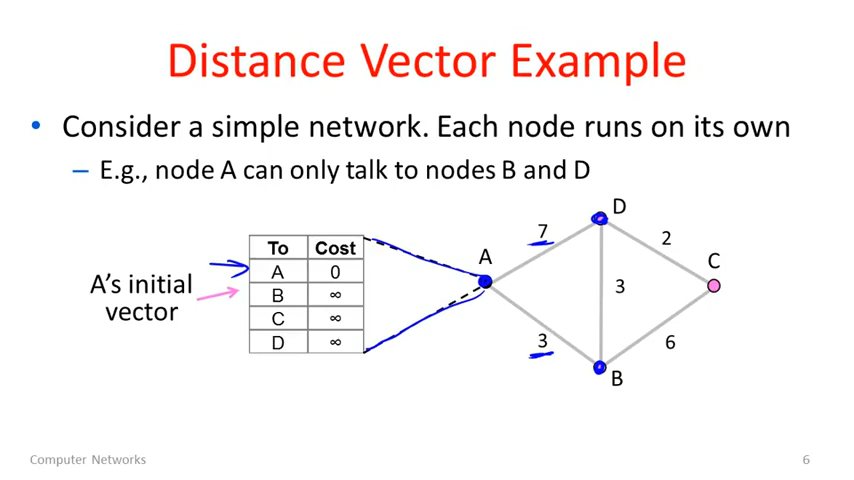 Distance Vector Example
• Consider a simple network. Each node runs on its own
– E.g., node A can only talk to nodes B and D
A's initial
vector
To Cost
A 0
B ∞
C ∞
D ∞
A
7
D
2
C
3
3
6
B
Computer Networks
6